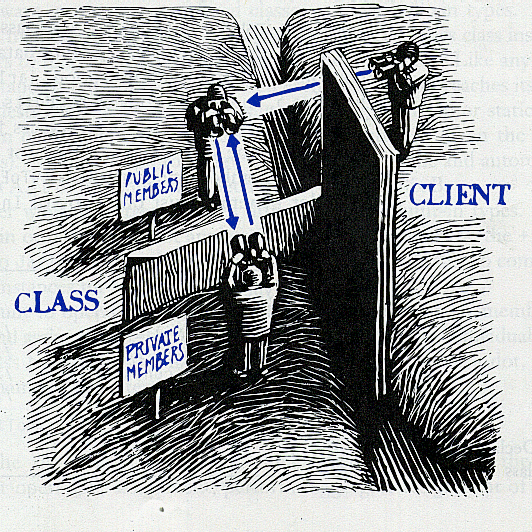 PUBLIC
MEMBERS
CLIENT
CLASS
PRIVATE
MEMBERS